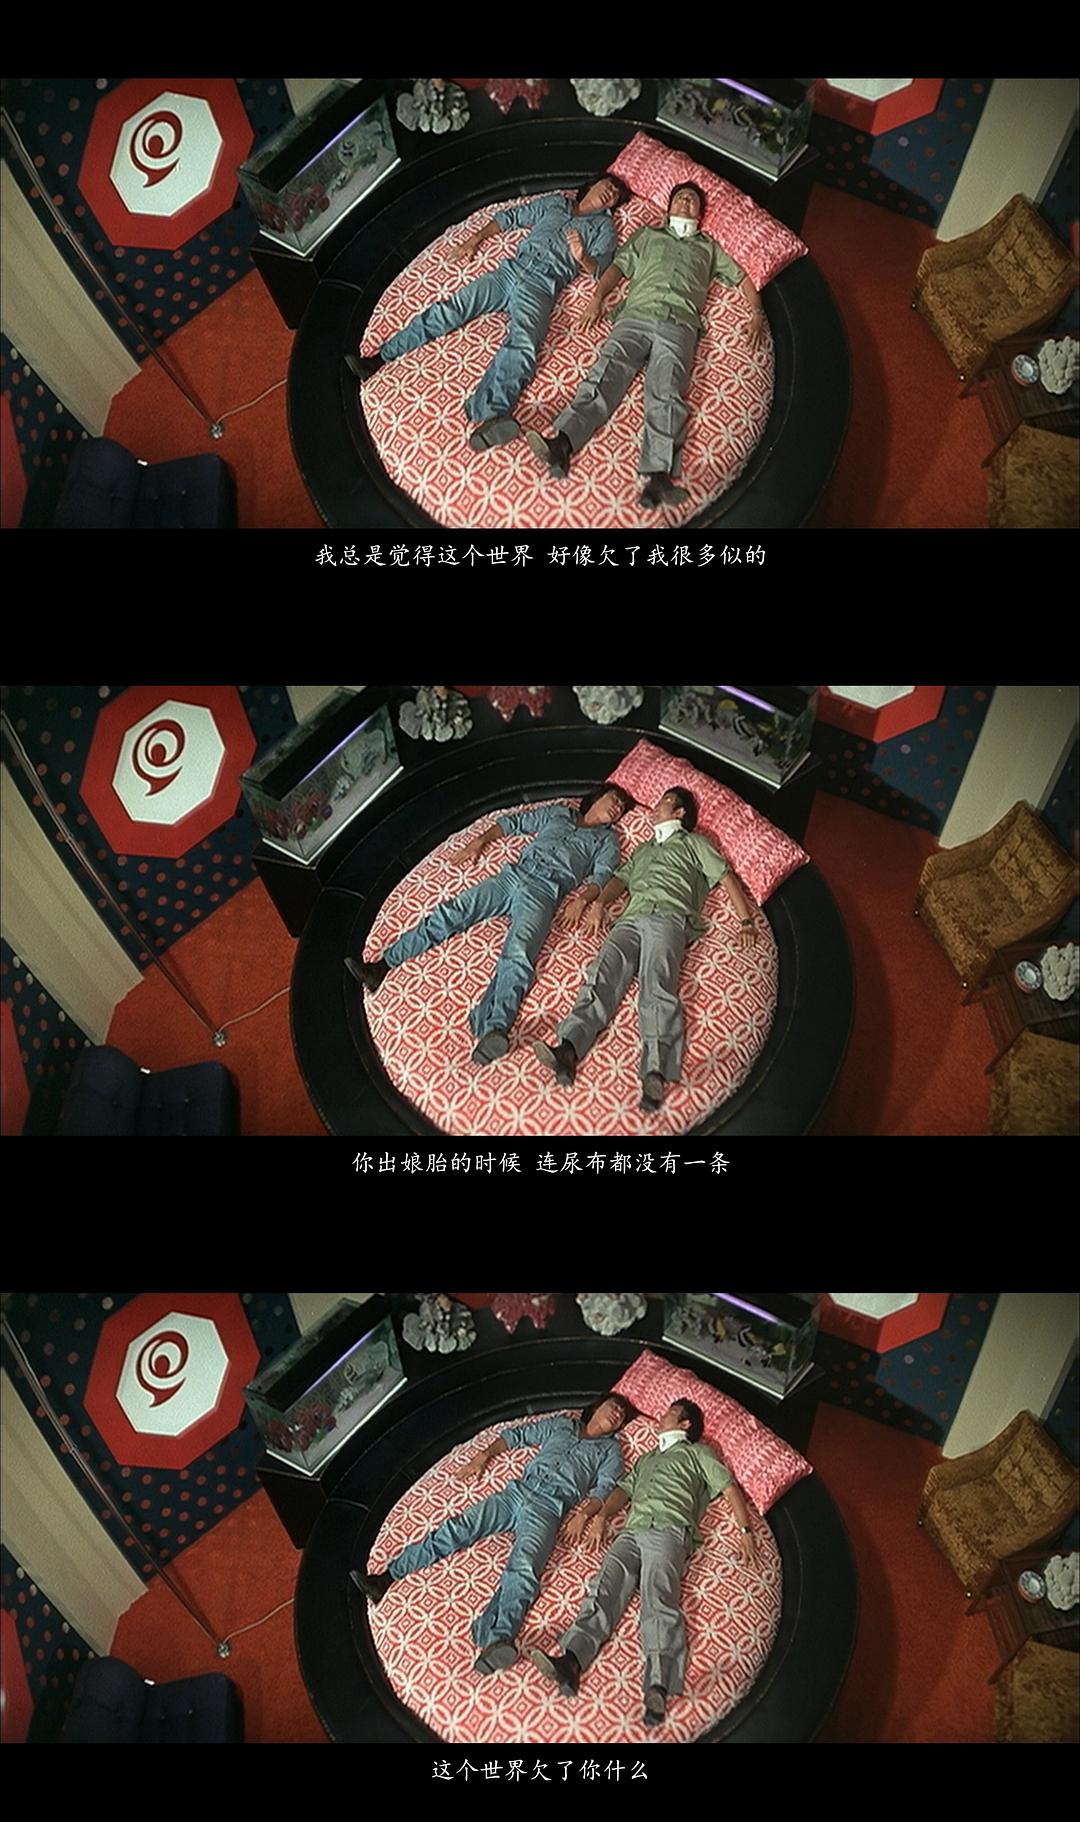 我总是觉得这个世界 好像欠了我很多似的
你出娘胎的时候 连尿布都没有一条
这个世界欠了你什么